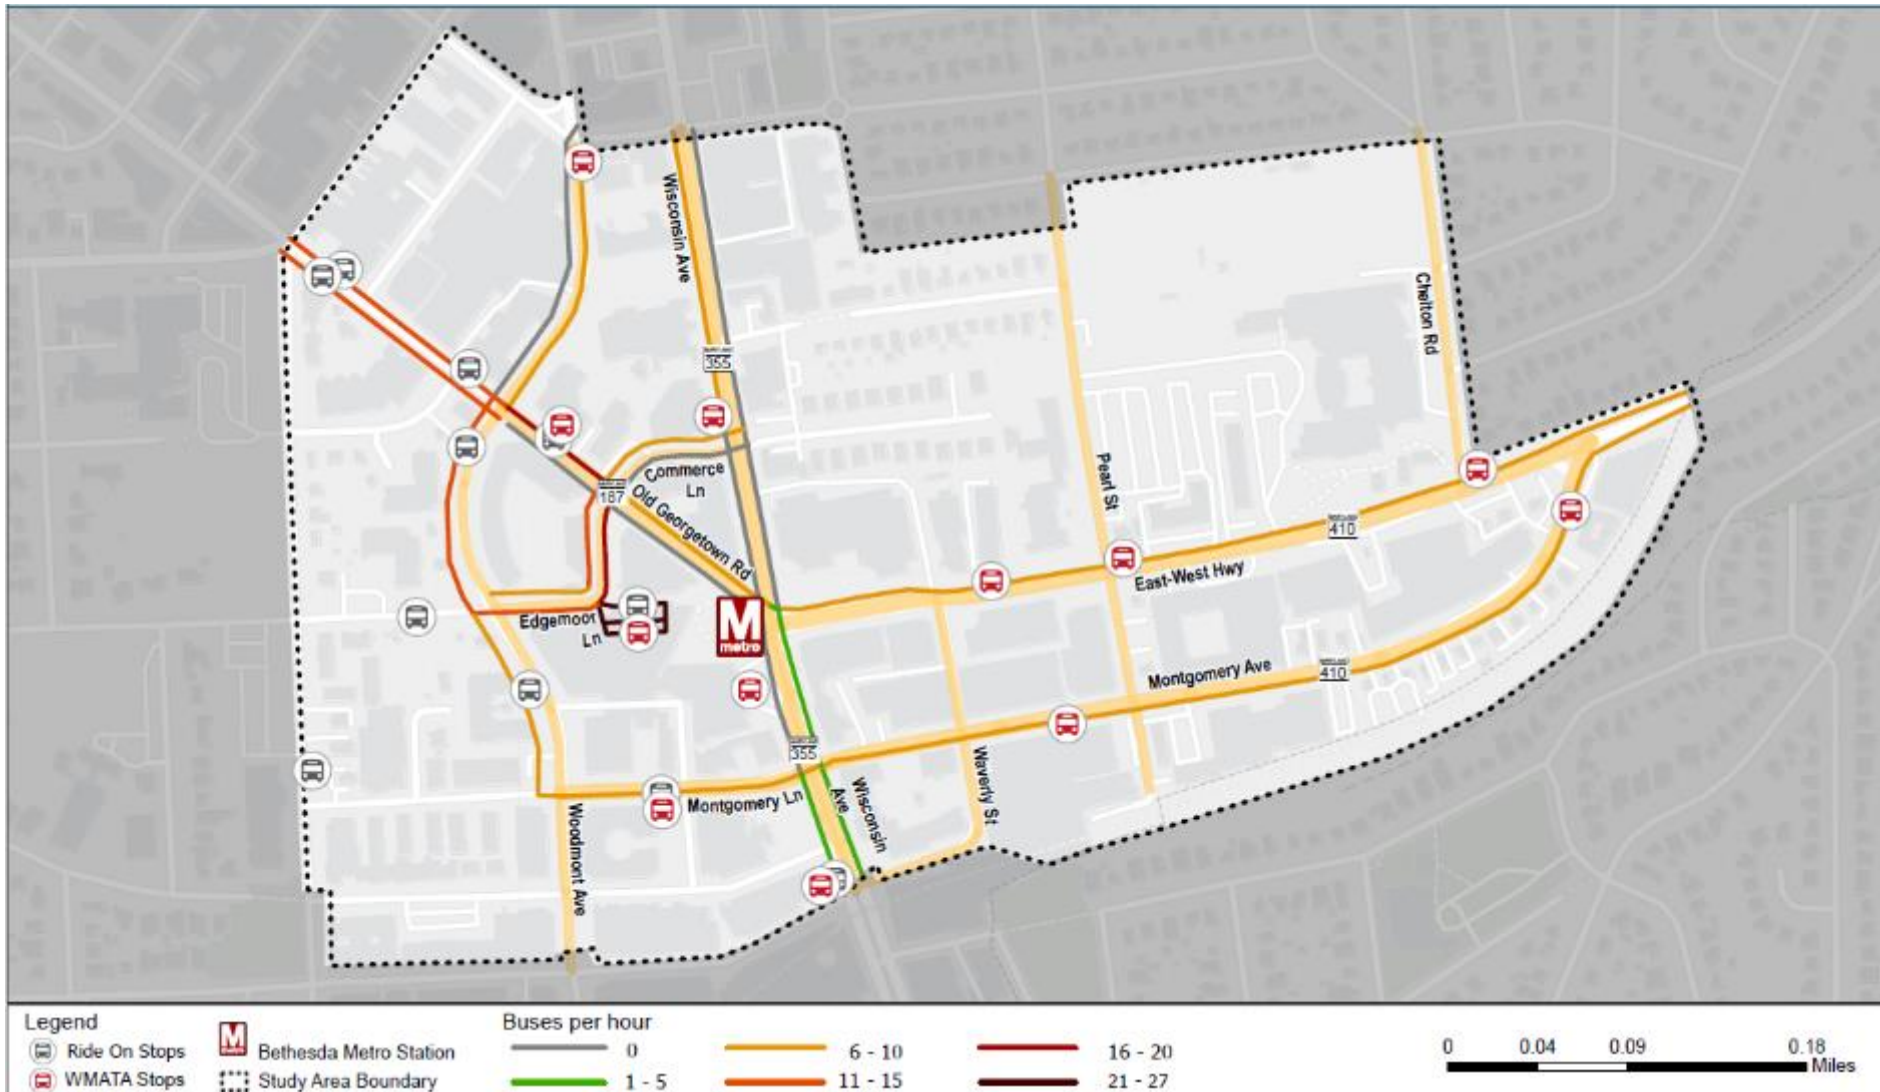 Wisconsin Ave
355
Chelton Rd
Commerce
Ln
187
Old Georgetown Rd
Pearl St
410
East-West Hwy
Edgemoor
Ln
M
metro
Montgomery Ave
410
355
Montgomery Ln
Wisconsin
Ave
Waverly St
Woodmont Ave
Legend
Ride On Stops
WMATA Stops
M
metro
Bethesda Metro Station
Study Area Boundary
Buses per hour
0
1 - 5
6 - 10
11 - 15
16 - 20
21 - 27
0 0.04 0.09 0.18
Miles